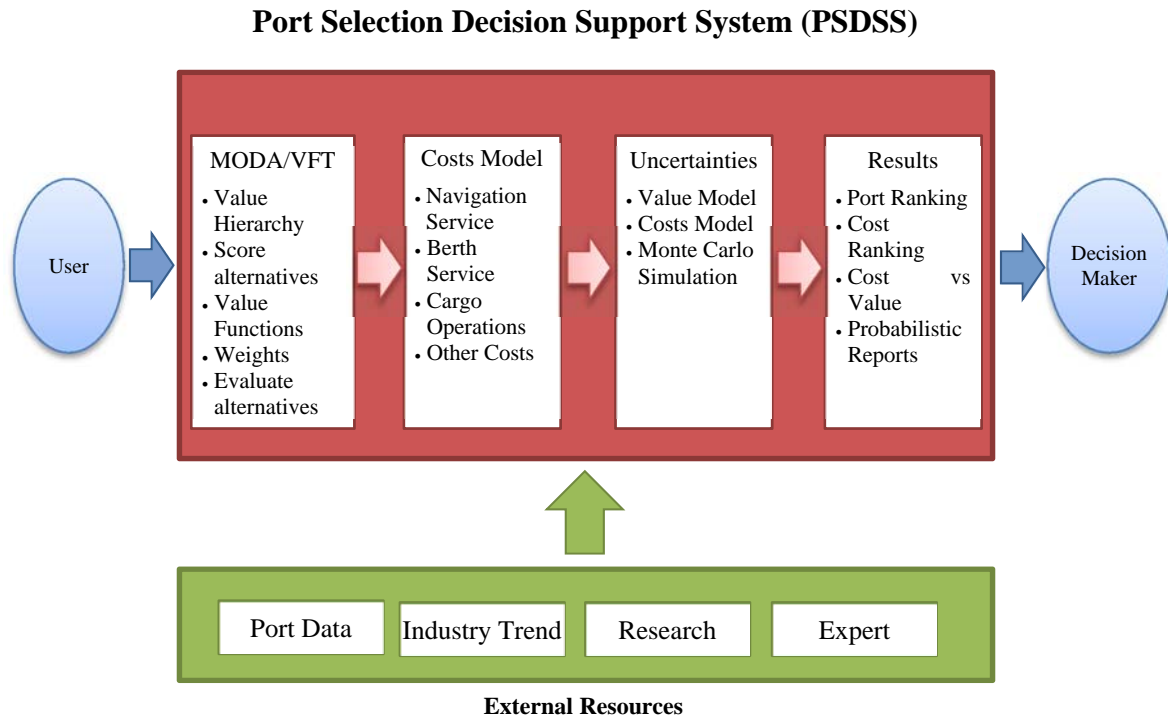 Port Selection Decision Support System (PSDSS)
User
MODA/VFT
• Value
Hierarchy
• Score
alternatives
• Value
Functions
• Weights
• Evaluate
alternatives
Costs Model
• Navigation
Service
• Berth
Service
• Cargo
Operations
• Other Costs
Uncertainties
• Value Model
• Costs Model
• Monte Carlo
Simulation
Results
• Port Ranking
• Cost
Ranking
• Cost vs
Value
• Probabilistic
Reports
Decision
Maker
Port Data
Industry Trend
Research
Expert
External Resources